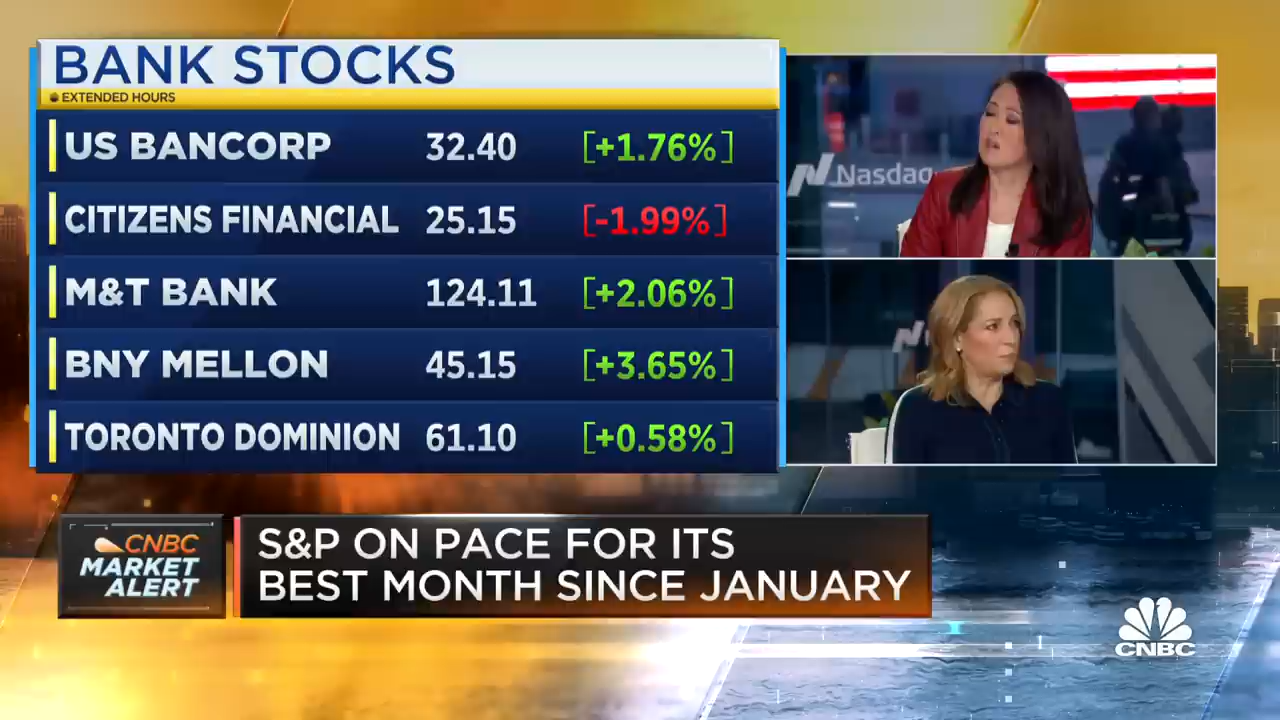 BANK STOCKS
EXTENDED HOURS
US BANCORP 32.40 [+1.76%]
CITIZENS FINANCIAL 25.15 [-1.99%]
M&T BANK 124.11 [+2.06%]
BNY MELLON 45.15 [+3.65%]
TORONTO DOMINION 61.10 [+0.58%]
Nasdaq
CNBC
MARKET
ALERT
S&P ON PACE FOR ITS
BEST MONTH SINCE JANUARY
CNBC